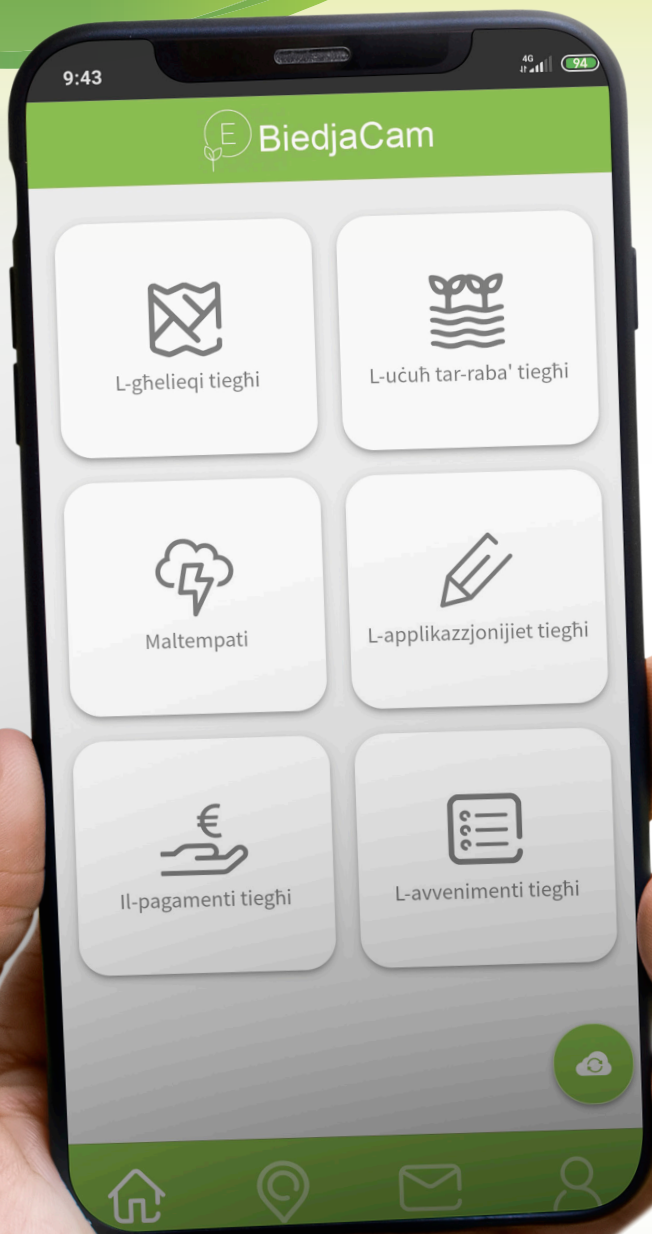 9:43
4G
94
E BiedjaCam
L-għelieqi tiegħi
L-uċuħ tar-raba' tiegħi
Maltempati
L-applikazzjonijiet tiegħi
€
Il-pagamenti tiegħi
L-avvenimenti tiegħi